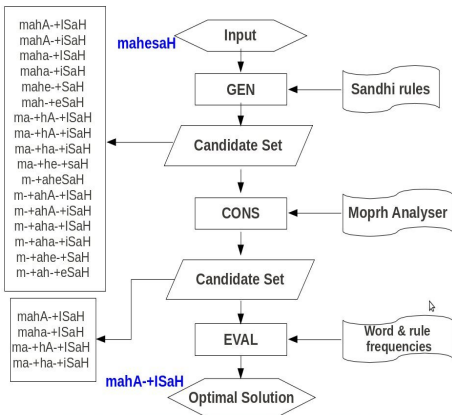 mahA-+ISaH
mahA-+iSaH
maha-+ISaH
maha-+iSaH
mahe-+SaH
mah-+eSaH
ma-+hA-+ISaH
ma-+hA-+iSaH
ma-+ha-+iSaH
ma-+he-+saH
m-+aheSaH
m-+ahA-+ISaH
m-+ahA-+iSaH
m-+aha-+ISaH
m-+aha-+iSaH
m-+ahe-+SaH
m-+ah-+eSaH
mahesaH
Input
GEN
Sandhi rules
Candidate Set
CONS
Moprh Analyser
Candidate Set
mahA-+ISaH
maha-+ISaH
ma-+hA-+ISaH
ma-+ha-+iSaH
EVAL
Word & rule
frequencies
mahA-+ISaH
Optimal Solution